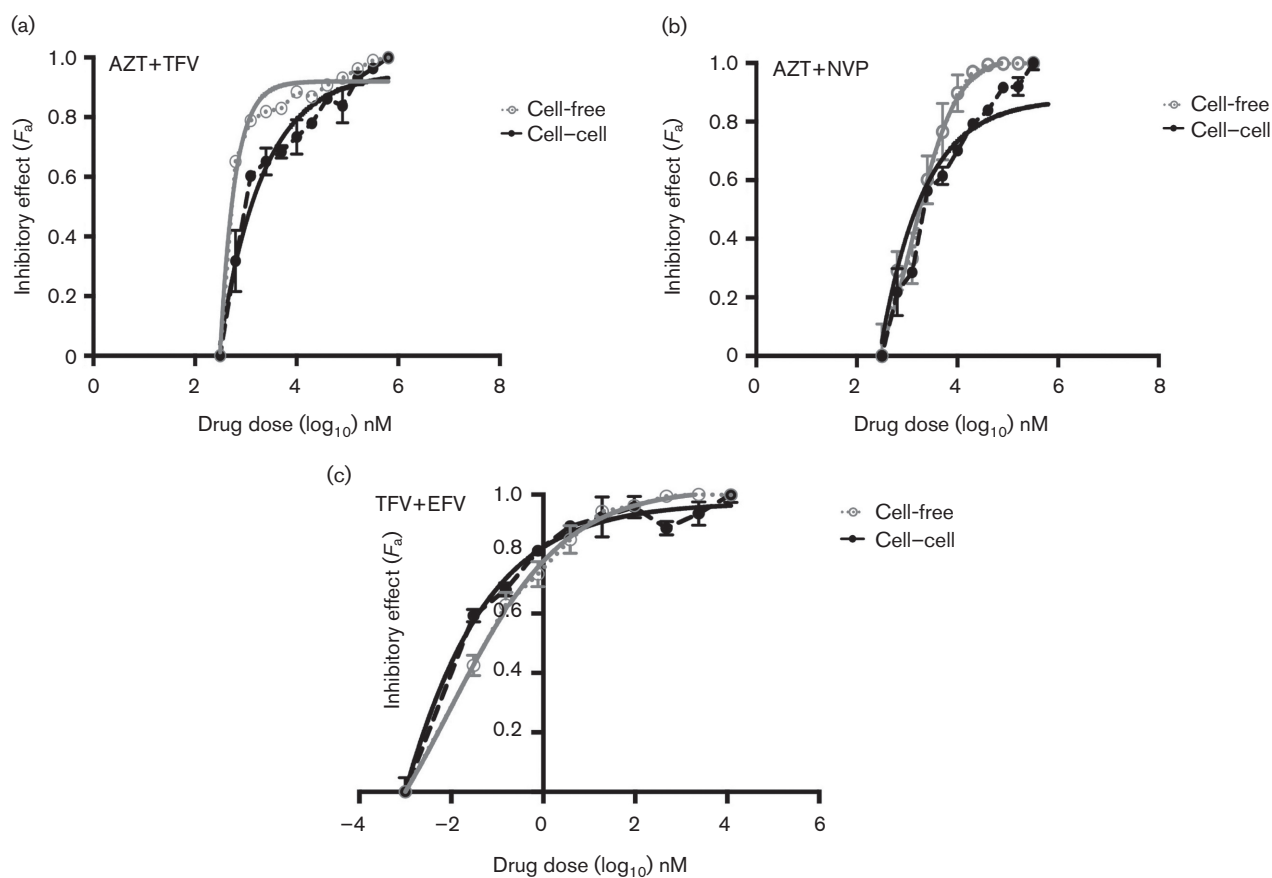 (a)
AZT+TFV
Inhibitory effect (Fₐ)
1.0
0.8
0.6
0.4
0.2
0
0 2 4 6 8
Drug dose (log₁₀) nM
Cell-free
Cell–cell
(b)
AZT+NVP
Inhibitory effect (Fₐ)
1.0
0.8
0.6
0.4
0.2
0
0 2 4 6 8
Drug dose (log₁₀) nM
Cell-free
Cell–cell
(c)
TFV+EFV
Inhibitory effect (Fₐ)
1.0
0.8
0.6
0.4
0.2
–4 –2 0 2 4 6
Drug dose (log₁₀) nM
Cell-free
Cell–cell